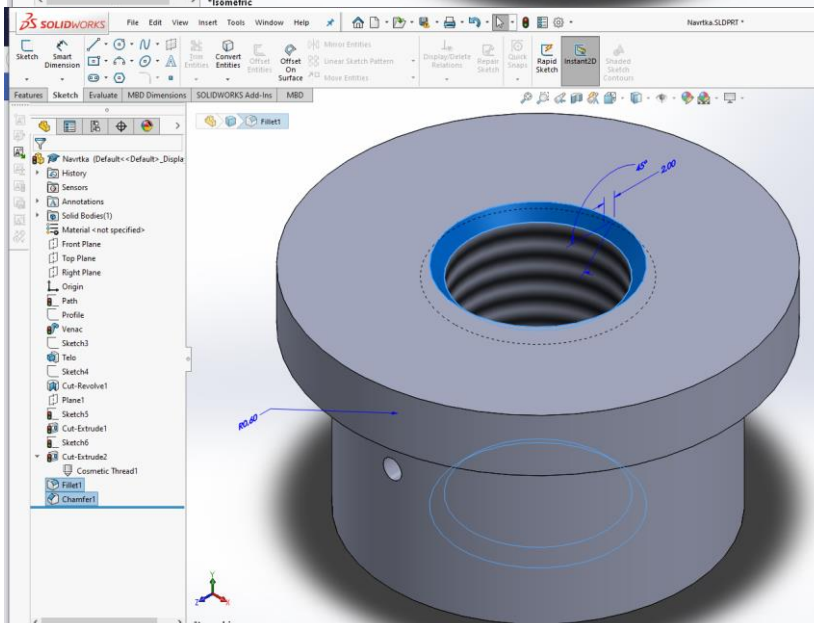 *Isometric
SOLIDWORKS File Edit View Insert Tools Window Help Navrtka.SLDPRT *
Sketch Smart Dimension Trim Entities Convert Entities Offset Entities Offset On Surface Mirror Entities Linear Sketch Pattern Move Entities Display/Delete Relations Repair Sketch Quick Snaps Rapid Sketch Instant2D Shaded Sketch Contours
Features Sketch Evaluate MBD Dimensions SOLIDWORKS Add-Ins MBD
Fillet1
Navrtka (Default<<Default>_Displa
History
Sensors
Annotations
Solid Bodies(1)
Material <not specified>
Front Plane
Top Plane
Right Plane
Origin
Path
Profile
Venac
Sketch3
Telo
Sketch4
Cut-Revolve1
Plane1
Sketch5
Cut-Extrude1
Sketch6
Cut-Extrude2
Cosmetic Thread1
Fillet1
Chamfer1
45°
2.00
R0.60
Y
Z
X